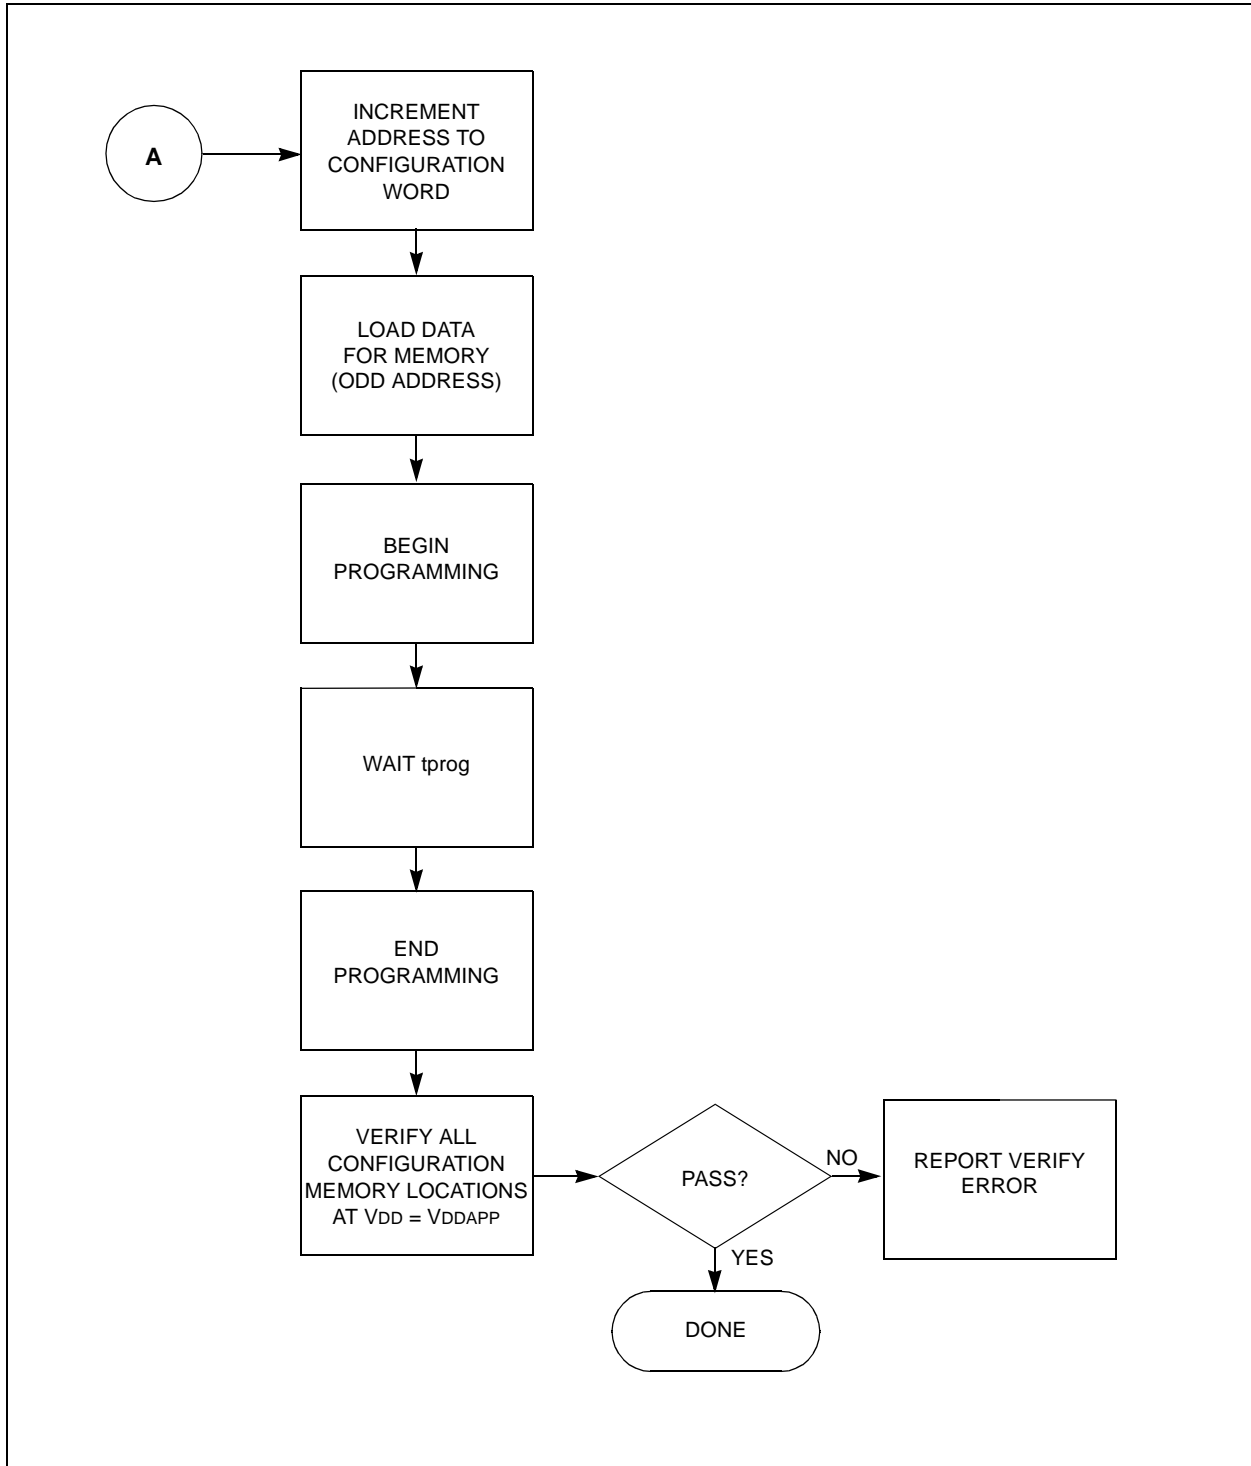 A
INCREMENT
ADDRESS TO
CONFIGURATION
WORD
LOAD DATA
FOR MEMORY
(ODD ADDRESS)
BEGIN
PROGRAMMING
WAIT tprog
END
PROGRAMMING
VERIFY ALL
CONFIGURATION
MEMORY LOCATIONS
AT VDD = VDDAPP
PASS?
NO
REPORT VERIFY
ERROR
YES
DONE